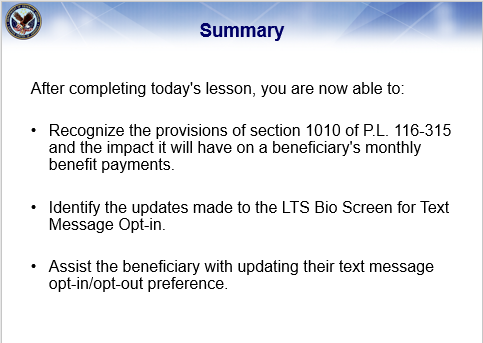 Summary
After completing today's lesson, you are now able to:
• Recognize the provisions of section 1010 of P.L. 116-315
and the impact it will have on a beneficiary's monthly
benefit payments.
• Identify the updates made to the LTS Bio Screen for Text
Message Opt-in.
• Assist the beneficiary with updating their text message
opt-in/opt-out preference.